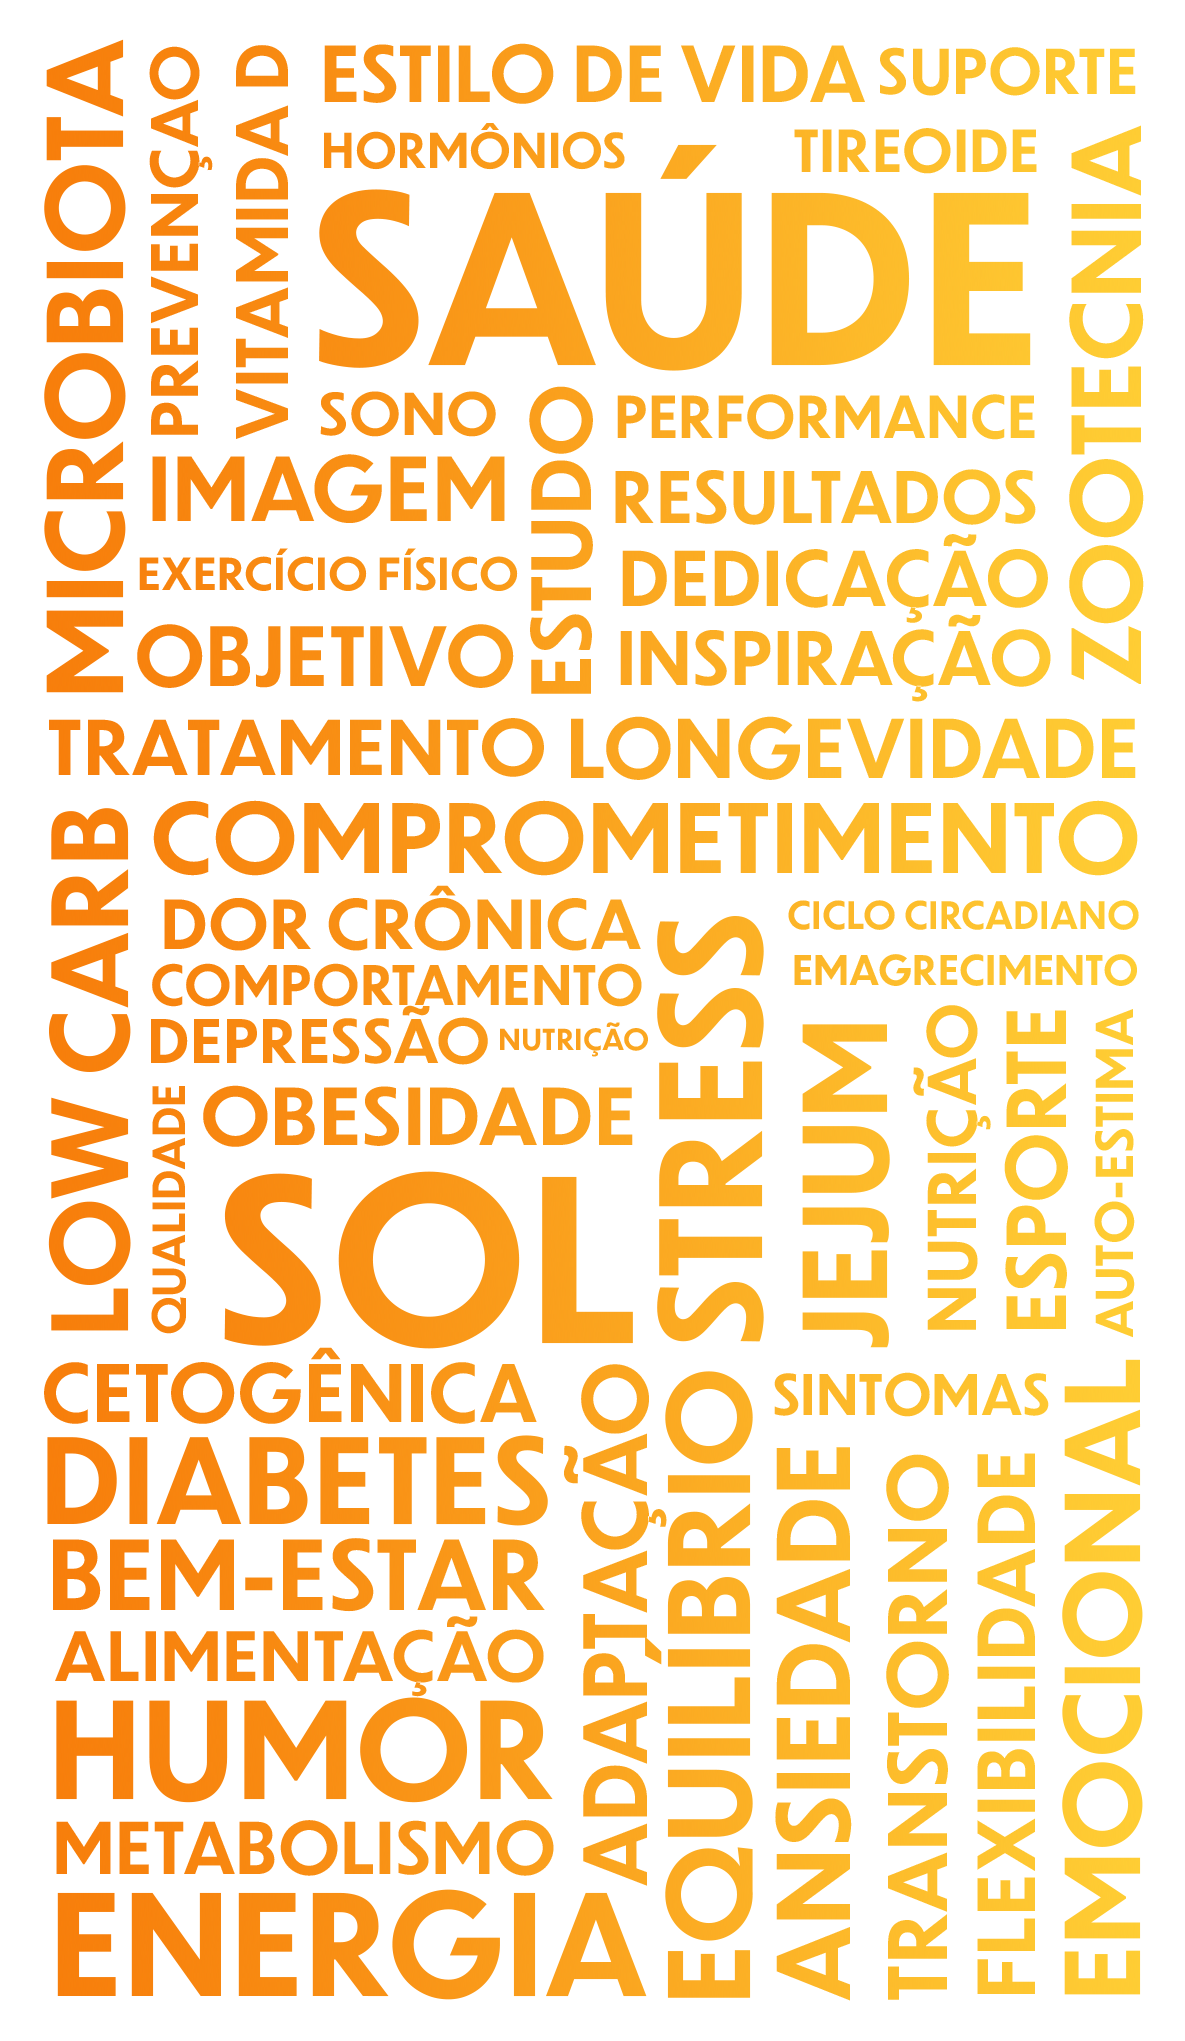 MICROBIOTA
PREVENÇAO
VITAMIDA D
ESTILO DE VIDA
SUPORTE
HORMÔNIOS
TIREOIDE
SAÚDE
ZOOTECNIA
SONO
ESTUDO
PERFORMANCE
IMAGEM
RESULTADOS
EXERCÍCIO FÍSICO
DEDICAÇÃO
OBJETIVO
INSPIRAÇÃO
TRATAMENTO
LONGEVIDADE
LOW CARB
COMPROMETIMENTO
DOR CRÔNICA
STRESS
CICLO CIRCADIANO
COMPORTAMENTO
EMAGRECIMENTO
DEPRESSÃO
NUTRIÇÃO
JEJUM
NUTRIÇÃO
ESPORTE
AUTO-ESTIMA
QUALIDADE
OBESIDADE
SOL
CETOGÊNICA
ADAPTAÇÃO
EQUILÍBRIO
SINTOMAS
EMOCIONAL
DIABETES
ANSIEDADE
TRANSTORNO
FLEXIBILIDADE
BEM-ESTAR
ALIMENTAÇÃO
HUMOR
METABOLISMO
ENERGIA